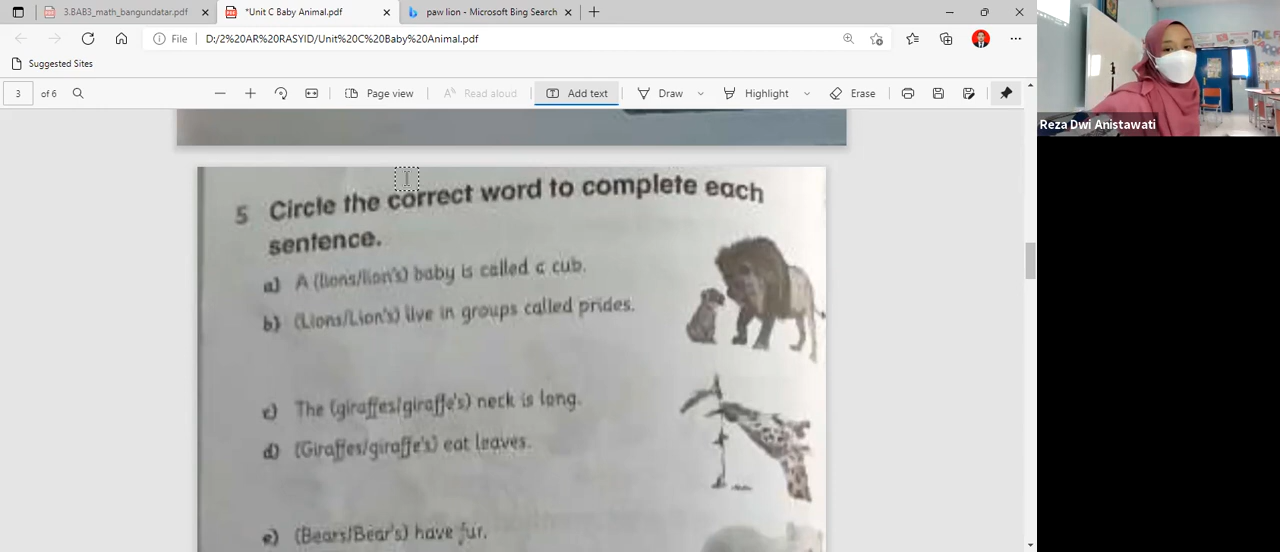 3.BAB3_math_bangundatar.pdf
*Unit C Baby Animal.pdf
paw lion - Microsoft Bing Search
File
D:/2%20AR%20RASYID/Unit%20C%20Baby%20Animal.pdf
Suggested Sites
3 of 6
Page view
Read aloud
Add text
Draw
Highlight
Erase
Reza Dwi Anistawati
5 Circle the correct word to complete each
sentence.
a) A (lions/lion's) baby is called a cub.
b) (Lions/Lion's) live in groups called prides.
c) The (giraffes/giraffe's) neck is long.
d) (Giraffes/giraffe's) eat leaves.
e) (Bears/Bear's) have fur.